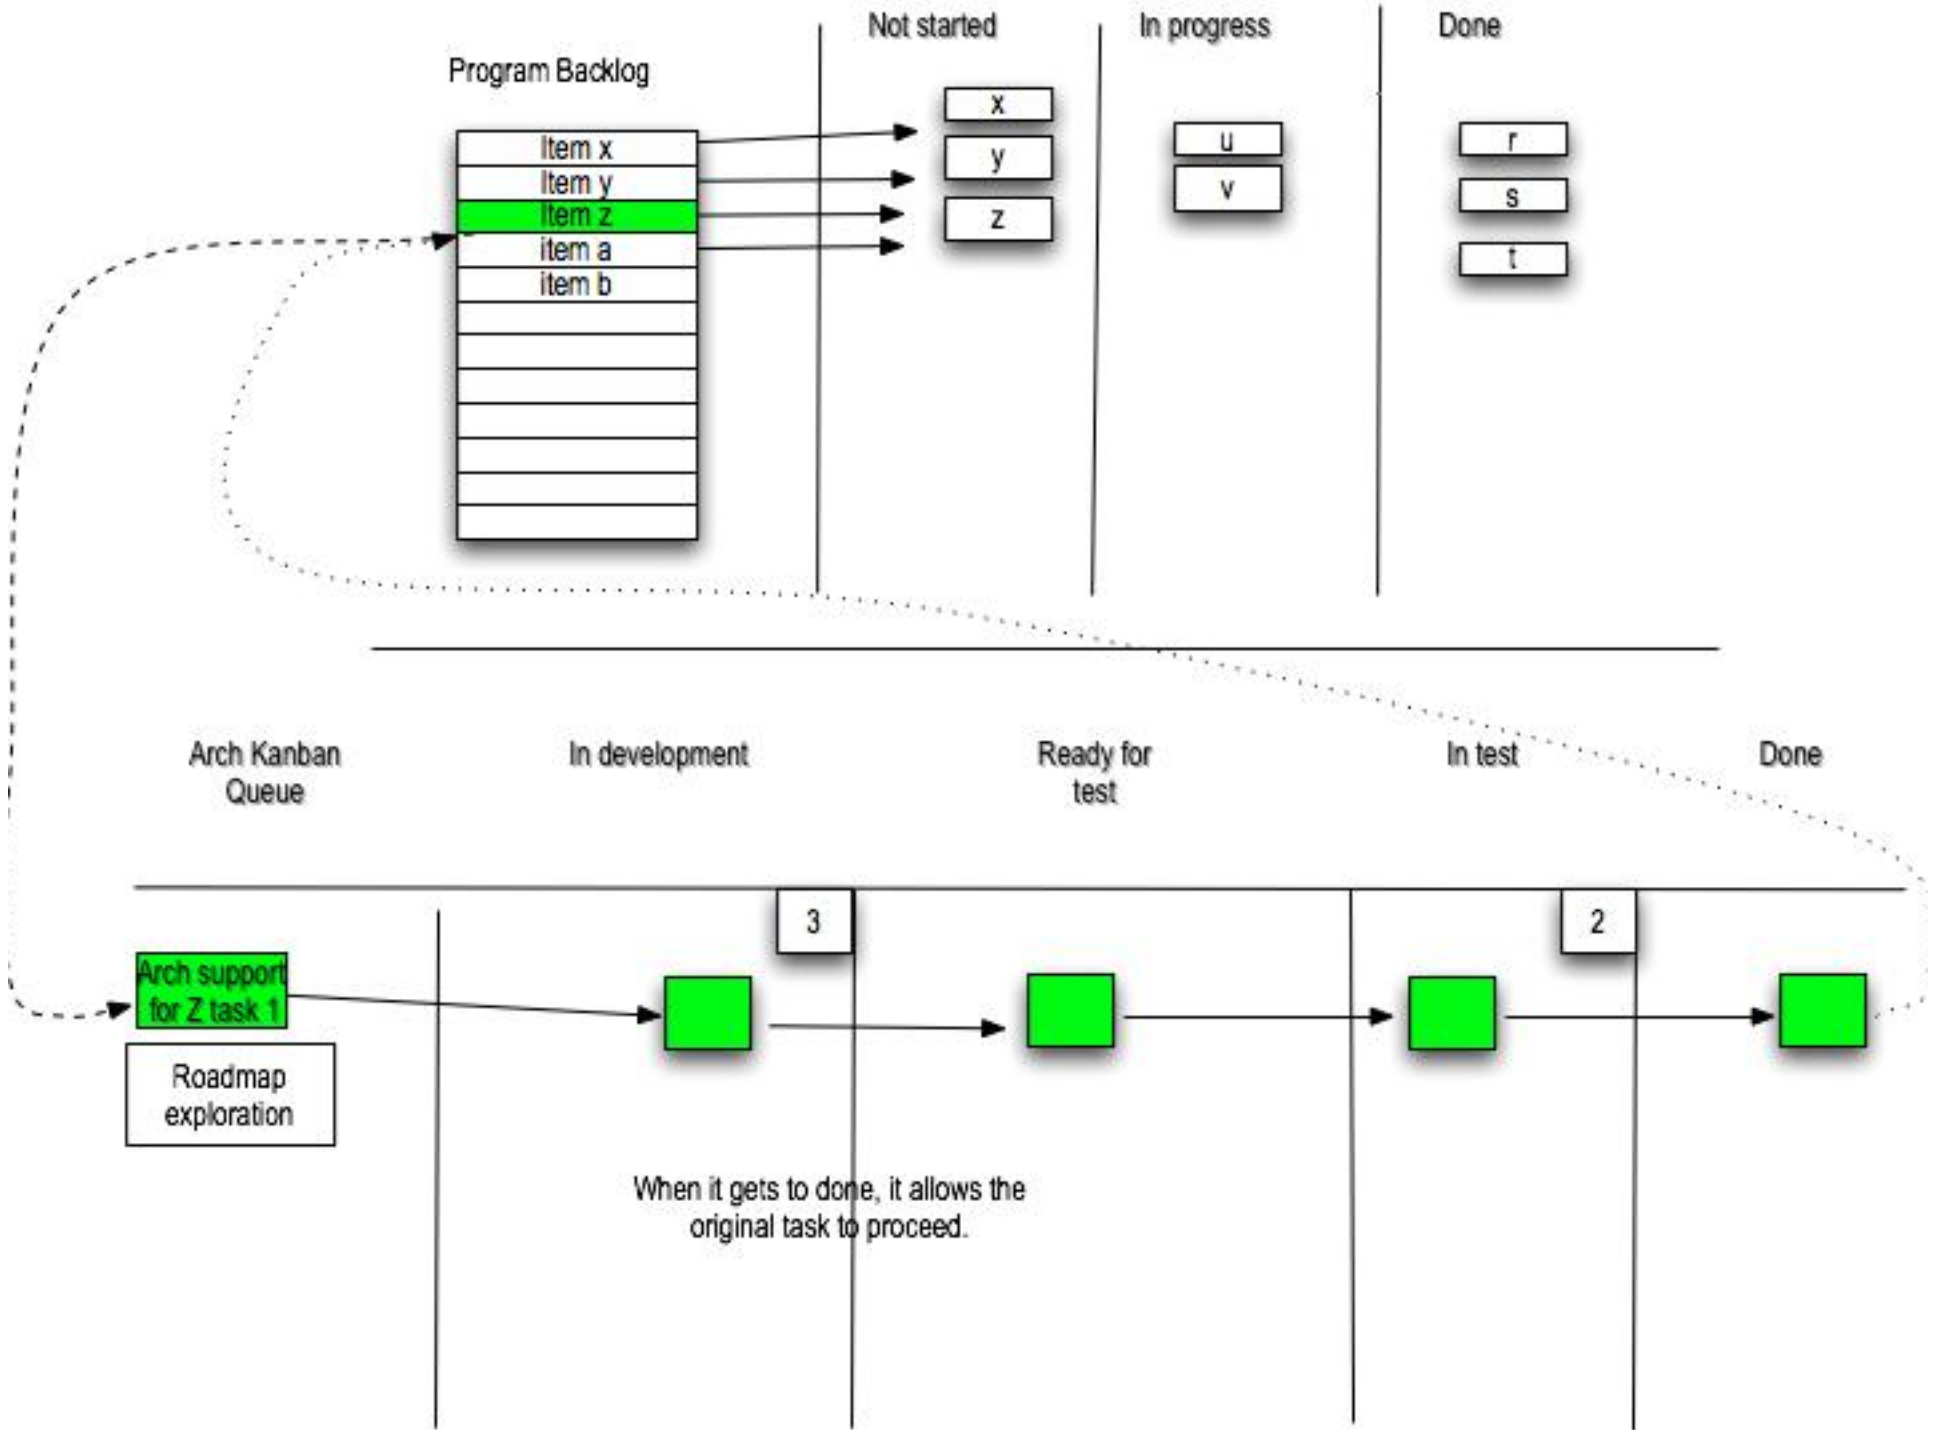 Not started
In progress
Done
Program Backlog
Item x
Item y
Item z
item a
item b
x
y
z
u
v
r
s
t
Arch Kanban
Queue
In development
Ready for
test
In test
Done
3
2
Arch support
for Z task 1
Roadmap
exploration
When it gets to done, it allows the
original task to proceed.